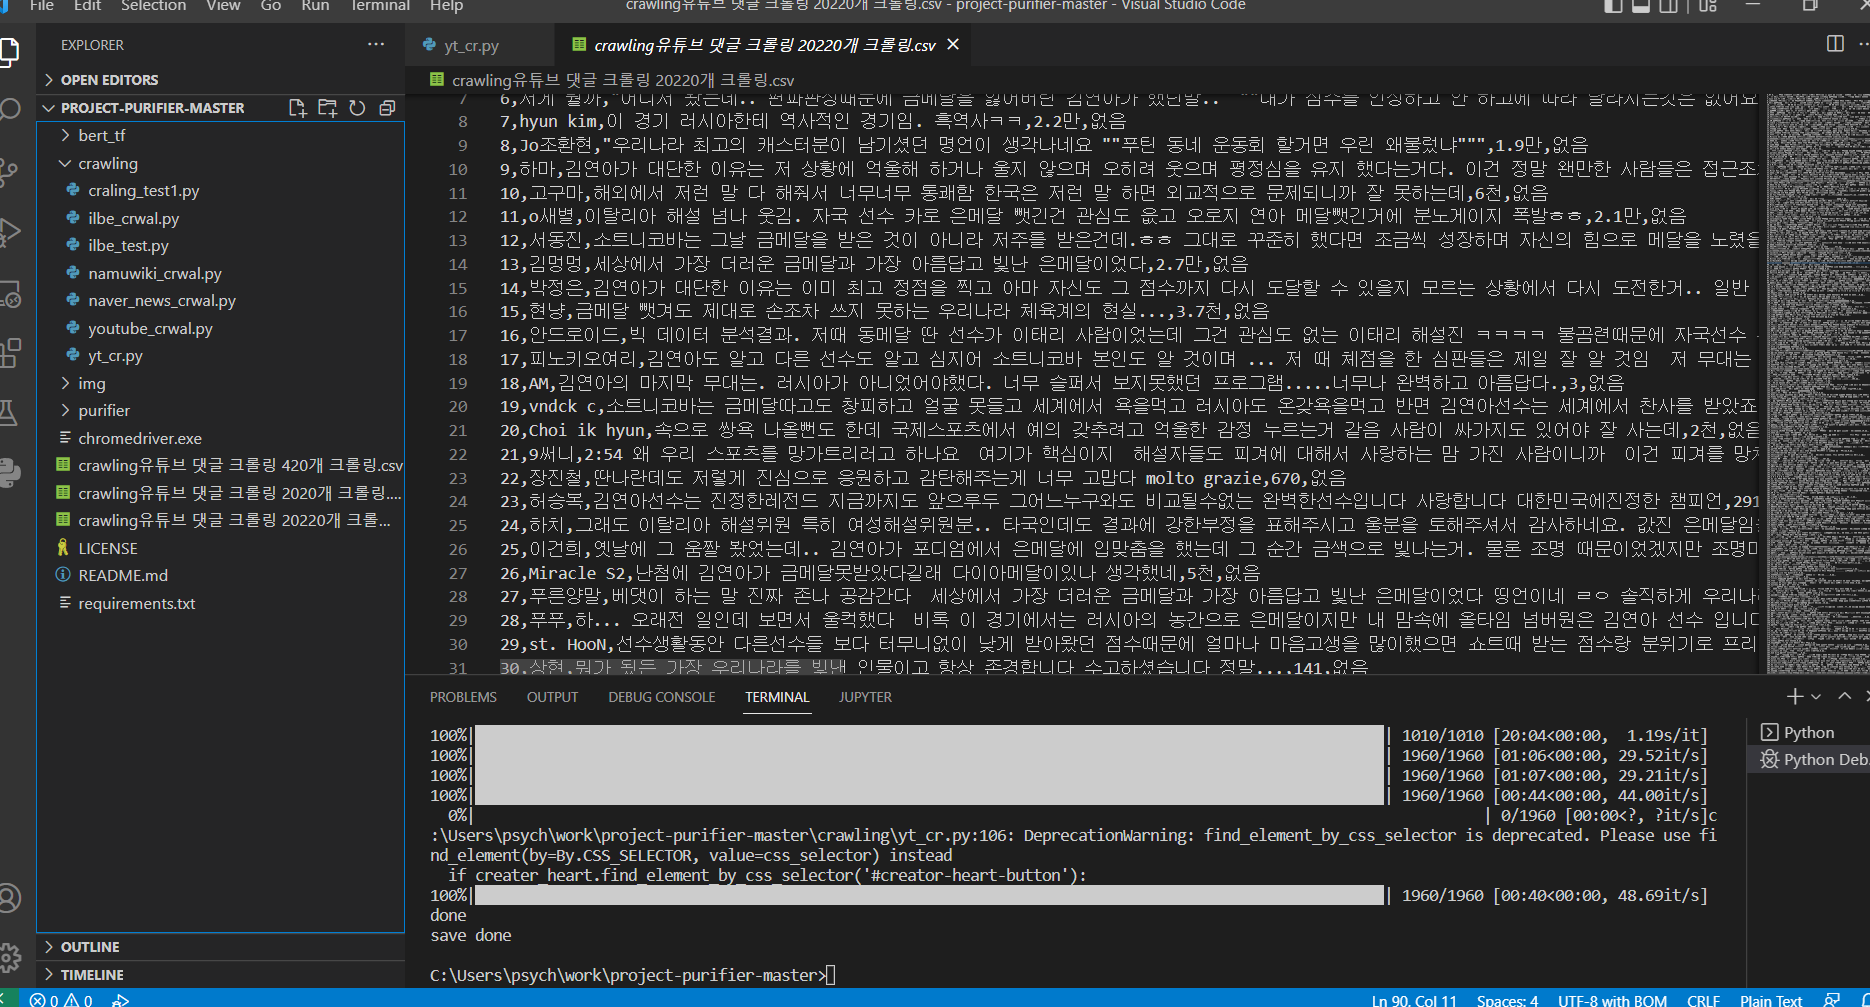 File Edit Selection View Go Run Terminal Help
crawling유튜브 댓글 크롤링 20220개 크롤링.csv - project-purifier-master - Visual Studio Code
EXPLORER
OPEN EDITORS
PROJECT-PURIFIER-MASTER
bert_tf
crawling
craling_test1.py
ilbe_crwal.py
ilbe_test.py
namuwiki_crwal.py
naver_news_crwal.py
youtube_crwal.py
yt_cr.py
img
purifier
chromedriver.exe
crawling유튜브 댓글 크롤링 420개 크롤링.csv
crawling유튜브 댓글 크롤링 2020개 크롤링....
crawling유튜브 댓글 크롤링 20220개 크롤...
LICENSE
README.md
requirements.txt
OUTLINE
TIMELINE
yt_cr.py
crawling유튜브 댓글 크롤링 20220개 크롤링.csv
crawling유튜브 댓글 크롤링 20220개 크롤링.csv
7 6,저게 뭘까,"어디서 봤는데.. 편파판정때문에 금메달을 잃어버린 김연아가 했던말.. ""내가 점수를 인정하고 안 하고에 따라 달라지는것은 없어요
8 7,hyun kim,이 경기 러시아한테 역사적인 경기임. 흑역사ㅋㅋ,2.2만,없음
9 8,Jo조환현,"우리나라 최고의 캐스터분이 남기셨던 명언이 생각나네요 ""푸틴 동네 운동회 할거면 우린 왜불렀냐""",1.9만,없음
10 9,하마,김연아가 대단한 이유는 저 상황에 억울해 하거나 울지 않으며 오히려 웃으며 평정심을 유지 했다는거다. 이건 정말 왠만한 사람들은 접근조
11 10,고구마,해외에서 저런 말 다 해줘서 너무너무 통쾌함 한국은 저런 말 하면 외교적으로 문제되니까 잘 못하는데,6천,없음
12 11,o새별,이탈리아 해설 넘나 웃김. 자국 선수 카로 은메달 뺏긴건 관심도 읎고 오로지 연아 메달뺏긴거에 분노게이지 폭발ㅎㅎ,2.1만,없음
13 12,서동진,소트니코바는 그날 금메달을 받은 것이 아니라 저주를 받은건데.ㅎㅎ 그대로 꾸준히 했다면 조금씩 성장하며 자신의 힘으로 메달을 노렸을
14 13,김멍멍,세상에서 가장 더러운 금메달과 가장 아름답고 빛난 은메달이었다,2.7만,없음
15 14,박정은,김연아가 대단한 이유는 이미 최고 정점을 찍고 아마 자신도 그 점수까지 다시 도달할 수 있을지 모르는 상황에서 다시 도전한거.. 일반
16 15,현냥,금메달 뺏겨도 제대로 손조차 쓰지 못하는 우리나라 체육계의 현실...,3.7천,없음
17 16,안드로이드,빅 데이터 분석결과. 저때 동메달 딴 선수가 이태리 사람이었는데 그건 관심도 없는 이태리 해설진 ㅋㅋㅋㅋ 불곰련때문에 자국선수
18 17,피노키오여리,김연아도 알고 다른 선수도 알고 심지어 소트니코바 본인도 알 것이며 ... 저 때 체점을 한 심판들은 제일 잘 알 것임 저 무대는
19 18,AM,김연아의 마지막 무대는. 러시아가 아니었어야했다. 너무 슬퍼서 보지못했던 프로그램.....너무나 완벽하고 아름답다.,3,없음
20 19,vndck c,소트니코바는 금메달따고도 창피하고 얼굴 못들고 세계에서 욕을먹고 러시아도 온갖욕을먹고 반면 김연아선수는 세계에서 찬사를 받았죠
21 20,Choi ik hyun,속으로 쌍욕 나올뻔도 한데 국제스포츠에서 예의 갖추려고 억울한 감정 누르는거 같음 사람이 싸가지도 있어야 잘 사는데,2천,없음
22 21,9써니,2:54 왜 우리 스포츠를 망가트리려고 하나요 여기가 핵심이지 해설자들도 피겨에 대해서 사랑하는 맘 가진 사람이니까 이건 피겨를 망치
23 22,장진철,딴나란데도 저렇게 진심으로 응원하고 감탄해주는게 너무 고맙다 molto grazie,670,없음
24 23,허승복,김연아선수는 진정한레전드 지금까지도 앞으루두 그어느누구와도 비교될수없는 완벽한선수입니다 사랑합니다 대한민국에진정한 챔피언,291
25 24,하치,그래도 이탈리아 해설위원 특히 여성해설위원분.. 타국인데도 결과에 강한부정을 표해주시고 울분을 토해주셔서 감사하네요. 값진 은메달임을
26 25,이건희,옛날에 그 움짤 봤었는데.. 김연아가 포디엄에서 은메달에 입맞춤을 했는데 그 순간 금색으로 빛나는거. 물론 조명 때문이었겠지만 조명마
27 26,Miracle S2,난첨에 김연아가 금메달못받았다길래 다이아메달이있나 생각했네,5천,없음
28 27,푸른양말,베댓이 하는 말 진짜 존나 공감간다 세상에서 가장 더러운 금메달과 가장 아름답고 빛난 은메달이었다 띵언이네 ㄹㅇ 솔직하게 우리나라
29 28,푸푸,하... 오래전 일인데 보면서 울컥했다 비록 이 경기에서는 러시아의 농간으로 은메달이지만 내 맘속에 올타임 넘버원은 김연아 선수 입니다
30 29,st. HooN,선수생활동안 다른선수들 보다 터무니없이 낮게 받아왔던 점수때문에 얼마나 마음고생을 많이했으면 쇼트때 받는 점수랑 분위기로 프리
31 30,상현,뭐가 됐든 가장 우리나라를 빛낸 인물이고 항상 존경합니다 수고하셨습니다 정말...,141,없음
PROBLEMS OUTPUT DEBUG CONSOLE TERMINAL JUPYTER
100%| | 1010/1010 [20:04<00:00, 1.19s/it]
100%| | 1960/1960 [01:06<00:00, 29.52it/s]
100%| | 1960/1960 [01:07<00:00, 29.21it/s]
100%| | 1960/1960 [00:44<00:00, 44.00it/s]
0%| | 0/1960 [00:00<?, ?it/s]c
:\Users\psych\work\project-purifier-master\crawling\yt_cr.py:106: DeprecationWarning: find_element_by_css_selector is deprecated. Please use fi
nd_element(by=By.CSS_SELECTOR, value=css_selector) instead
if creater_heart.find_element_by_css_selector('#creator-heart-button'):
100%| | 1960/1960 [00:40<00:00, 48.69it/s]
done
save done
C:\Users\psych\work\project-purifier-master>
Python
Python Deb
0 0
Ln 90, Col 11 Spaces: 4 UTF-8 with BOM CRLF Plain Text